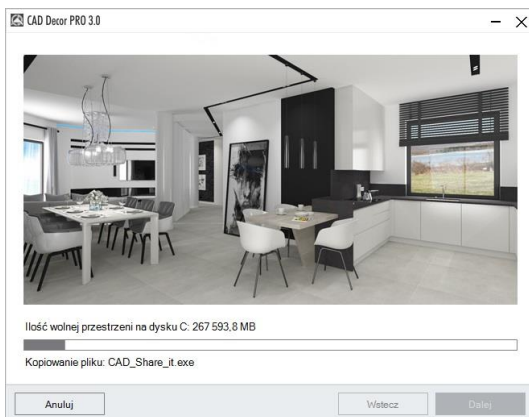 CAD Decor PRO 3.0
Ilość wolnej przestrzeni na dysku C: 267 593,8 MB
Kopiowanie pliku: CAD_Share_it.exe
Anuluj
Wstecz
Dalej